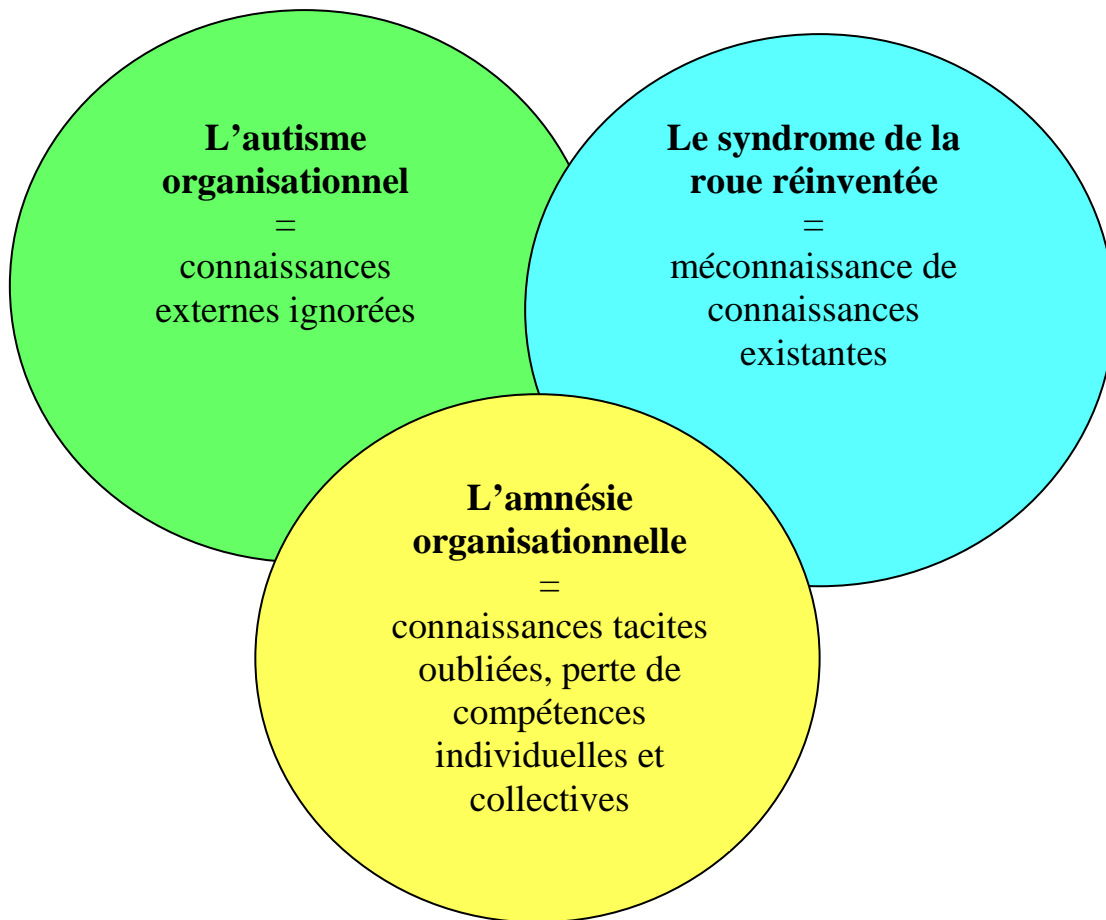 L’autisme
organisationnel
=
connaissances
externes ignorées
Le syndrome de la
roue réinventée
=
méconnaissance de
connaissances
existantes
L’amnésie
organisationnelle
=
connaissances tacites
oubliées, perte de
compétences
individuelles et
collectives